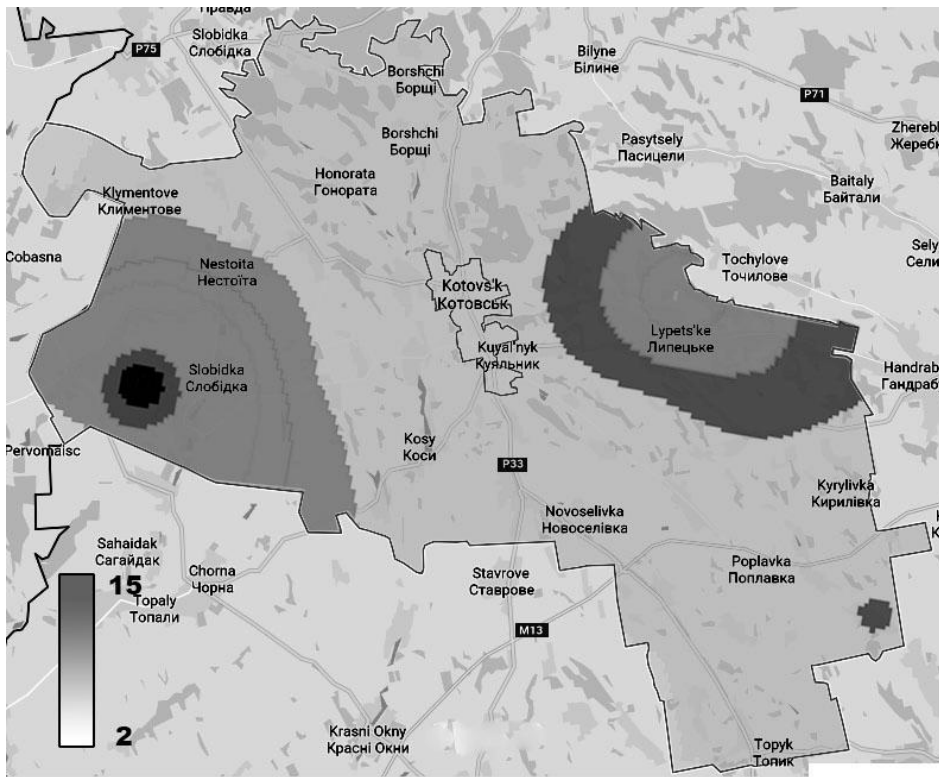 Правда
Slobidka
Слобідка
P75
Bilyne
Білине
Borshchi
Борщі
P71
Borshchi
Борщі
Pasytsely
Пасицели
Zherebk
Жеребк
Honorata
Гонората
Klymentove
Климентове
Baitaly
Байтали
Cobasna
Nestoita
Нестоїта
Tochylove
Точилове
Sely
Сели
Kotovs'k
Котовськ
Lypets'ke
Липецьке
Kuyal'nyk
Куяльник
Slobidka
Слобідка
Handrab
Гандраб
Pervomaisc
Kosy
Коси
P33
Kyrylivka
Кирилівка
Novoselivka
Новоселівка
Sahaidak
Сагайдак
Chorna
Чорна
Stavrove
Ставрове
Poplavka
Поплавка
15
Topaly
Топали
M13
2
Krasni Okny
Красні Окни
Topyk
Топик